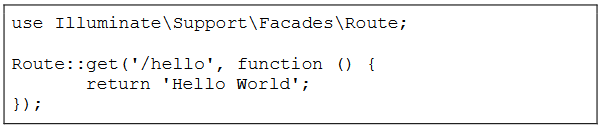 use Illuminate\Support\Facades\Route;
Route::get('/hello', function () {
return 'Hello World';
});